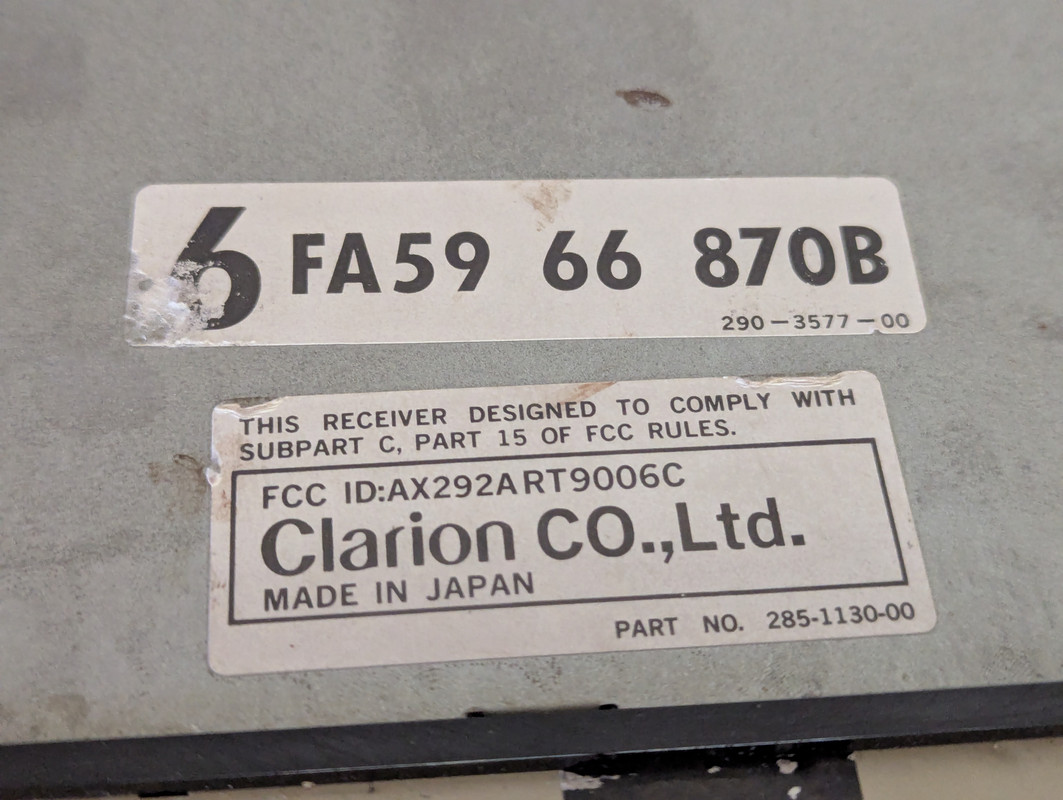 6 FA59 66 870B
290-3577-00
THIS RECEIVER DESIGNED TO COMPLY WITH
SUBPART C, PART 15 OF FCC RULES.
FCC ID:AX292ART9006C
Clarion CO.,Ltd.
MADE IN JAPAN
PART NO. 285-1130-00